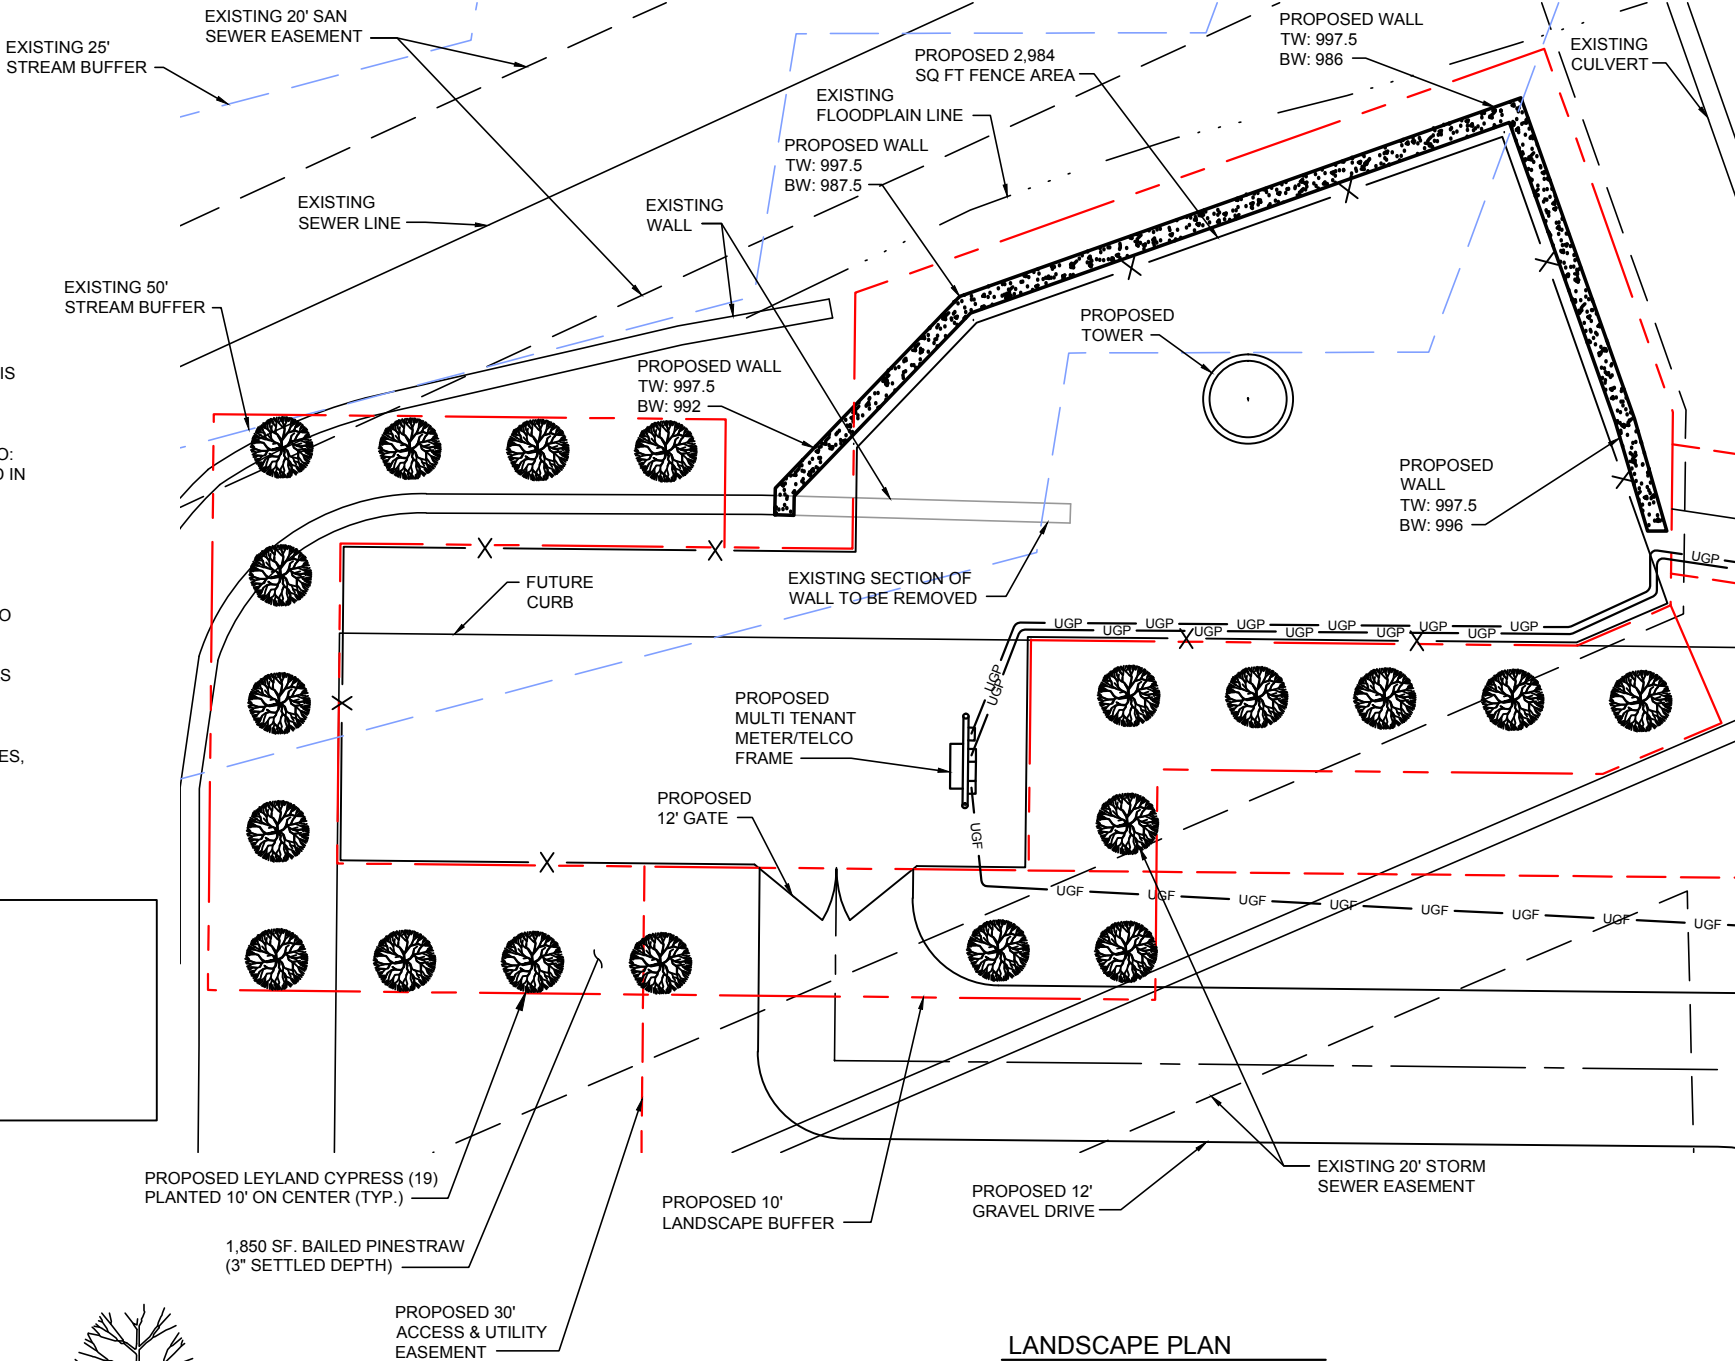 EXISTING 25'
STREAM BUFFER
EXISTING 20' SAN
SEWER EASEMENT
PROPOSED 2,984
SQ FT FENCE AREA
PROPOSED WALL
TW: 997.5
BW: 986
EXISTING
CULVERT
EXISTING
FLOODPLAIN LINE
PROPOSED WALL
TW: 997.5
BW: 987.5
EXISTING
SEWER LINE
EXISTING
WALL
EXISTING 50'
STREAM BUFFER
PROPOSED
TOWER
IS
PROPOSED WALL
TW: 997.5
BW: 992
O:
D IN
PROPOSED
WALL
TW: 997.5
BW: 996
UGP
FUTURE
CURB
EXISTING SECTION OF
WALL TO BE REMOVED
O
UGP UGP UGP UGP UGP UGP
UGP UGP UGP UGP UGP
UGP
UGP
S
PROPOSED
MULTI TENANT
METER/TELCO
FRAME
ES,
PROPOSED
12' GATE
UGF
UGF UGF UGF UGF UGF UGF UGF UGF
PROPOSED LEYLAND CYPRESS (19)
PLANTED 10' ON CENTER (TYP.)
PROPOSED 10'
LANDSCAPE BUFFER
PROPOSED 12'
GRAVEL DRIVE
EXISTING 20' STORM
SEWER EASEMENT
1,850 SF. BAILED PINESTRAW
(3" SETTLED DEPTH)
PROPOSED 30'
ACCESS & UTILITY
EASEMENT
LANDSCAPE PLAN